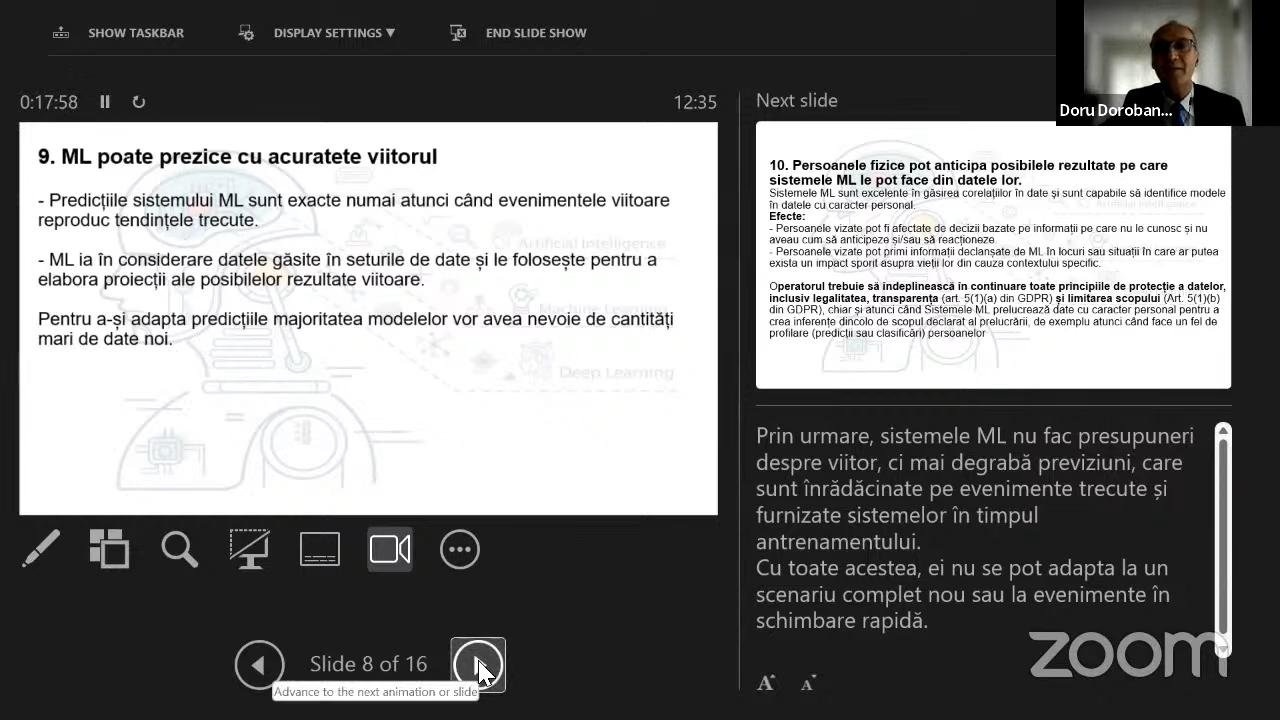 SHOW TASKBAR
DISPLAY SETTINGS ▼
END SLIDE SHOW
Doru Doroban...
0:17:58
12:35
Next slide
9. ML poate prezice cu acuratete viitorul
- Predicțiile sistemului ML sunt exacte numai atunci când evenimentele viitoare
reproduc tendințele trecute.
- ML ia în considerare datele găsite în seturile de date și le folosește pentru a
elabora proiecții ale posibilelor rezultate viitoare.
Pentru a-și adapta predicțiile majoritatea modelelor vor avea nevoie de cantități
mari de date noi.
Artificial Intelligence
Machine Learning
Deep Learning
10. Persoanele fizice pot anticipa posibilele rezultate pe care
sistemele ML le pot face din datele lor.
Sistemele ML sunt excelente în găsirea corelațiilor în date și sunt capabile să identifice modele
în datele cu caracter personal.
Artificial Intelligence
Efecte:
- Persoanele vizate pot fi afectate de decizii bazate pe informații pe care nu le cunosc și nu
aveau cum să anticipeze și/sau să reacționeze.
- Persoanele vizate pot primi informații declanșate de ML în locuri sau situații în care ar putea
exista un impact sporit asupra vieții lor din cauza contextului specific.
Operatorul trebuie să îndeplinească în continuare toate principiile de protecție a datelor,
inclusiv legalitatea, transparența (art. 5(1)(a) din GDPR) și limitarea scopului (Art. 5(1)(b)
din GDPR), chiar și atunci când Sistemele ML prelucrează date cu caracter personal pentru a
crea inferențe dincolo de scopul declarat al prelucrării, de exemplu atunci când face un fel de
profilare (predicții sau clasificări) persoanelor
Prin urmare, sistemele ML nu fac presupuneri
despre viitor, ci mai degrabă previziuni, care
sunt înrădăcinate pe evenimente trecute și
furnizate sistemelor în timpul
antrenamentului.
Cu toate acestea, ei nu se pot adapta la un
scenariu complet nou sau la evenimente în
schimbare rapidă.
Slide 8 of 16
Advance to the next animation or slide
A A
zoom